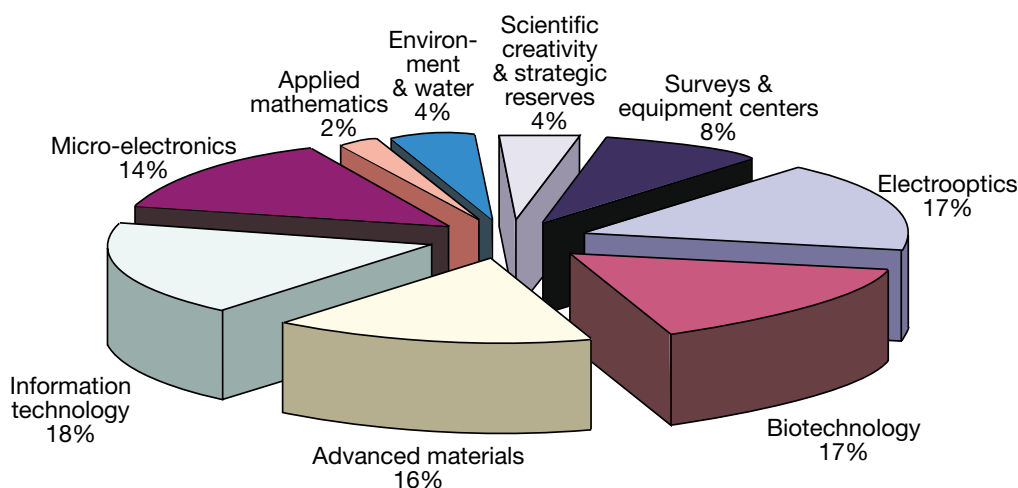 Scientific
creativity
& strategic
reserves
4%
Environ-
ment
& water
4%
Applied
mathematics
2%
Surveys &
equipment centers
8%
Micro-electronics
14%
Electrooptics
17%
Information
technology
18%
Biotechnology
17%
Advanced materials
16%